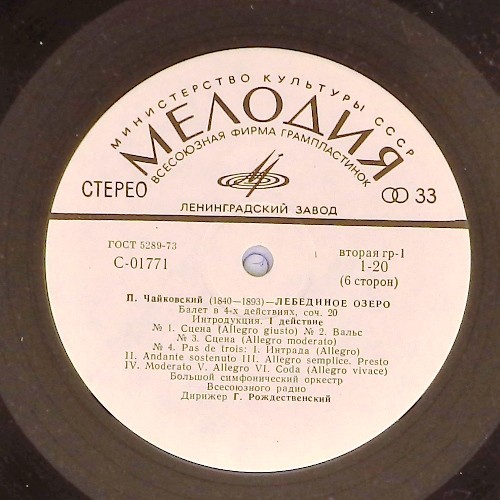 МИНИСТЕРСТВО КУЛЬТУРЫ СССР
МЕЛОДИЯ
ВСЕСОЮЗНАЯ ФИРМА ГРАМПЛАСТИНОК
СТЕРЕО
33
ЛЕНИНГРАДСКИЙ ЗАВОД
ГОСТ 5289-73
С-01771
вторая гр-1
1-20
(6 сторон)
П. Чайковский (1840—1893)—ЛЕБЕДИНОЕ ОЗЕРО
Балет в 4-х действиях, соч. 20
Интродукция. I действие
№ 1. Сцена (Allegro giusto) № 2. Вальс
№ 3. Сцена (Allegro moderato)
№ 4. Pas de trois: I. Интрада (Allegro)
II. Andante sostenuto III. Allegro semplice. Presto
IV. Moderato V. Allegro VI. Coda (Allegro vivace)
Большой симфонический оркестр
Всесоюзного радио
Дирижер Г. Рождественский